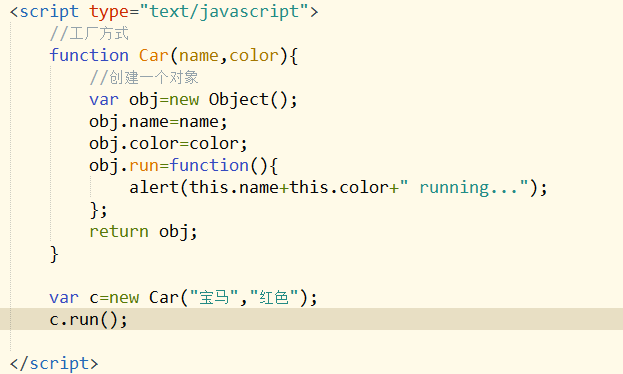 <script type="text/javascript">
    //工厂方式
    function Car(name,color){
        //创建一个对象
        var obj=new Object();
        obj.name=name;
        obj.color=color;
        obj.run=function(){
            alert(this.name+this.color+" running...");
        };
        return obj;
    }

    var c=new Car("宝马","红色");
    c.run();

</script>